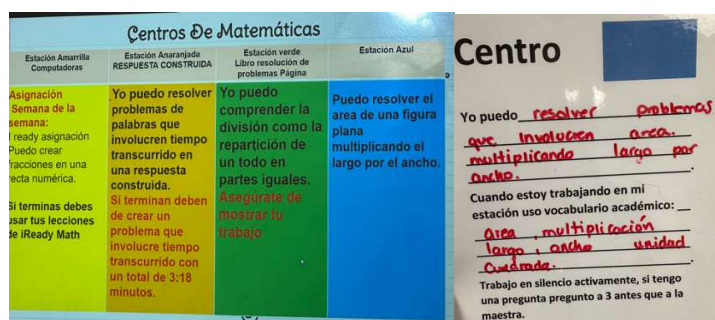 Centros De Matemáticas
Estación Amarrilla
Computadoras
Estación Anaranjada
RESPUESTA CONSTRUIDA
Estación verde
Libro resolución de
problemas Página
Estación Azul
Asignación
Semana de la
semana:
I ready asignación
Puedo crear
fracciones en una
recta numérica.
Si terminas debes
usar tus lecciones
de iReady Math
Yo puedo resolver
problemas de
palabras que
involucren tiempo
transcurrido en
una respuesta
construida.
Si terminan deben
de crear un
problema que
involucre tiempo
transcurrido con
un total de 3:18
minutos.
Yo puedo
comprender la
división como la
repartición de
un todo en
partes iguales.
Asegúrate de
mostrar tu
trabajo
Puedo resolver el
area de una figura
plana
multiplicando el
largo por el ancho.
Centro
Yo puedo resolver problemas
que involucren area.
multiplicando largo por
ancho.
Cuando estoy trabajando en mi
estación uso vocabulario académico:
area, multiplicación
largo, ancho unidad
cuadrada.
Trabajo en silencio activamente, si tengo
una pregunta pregunto a 3 antes que a la
maestra.